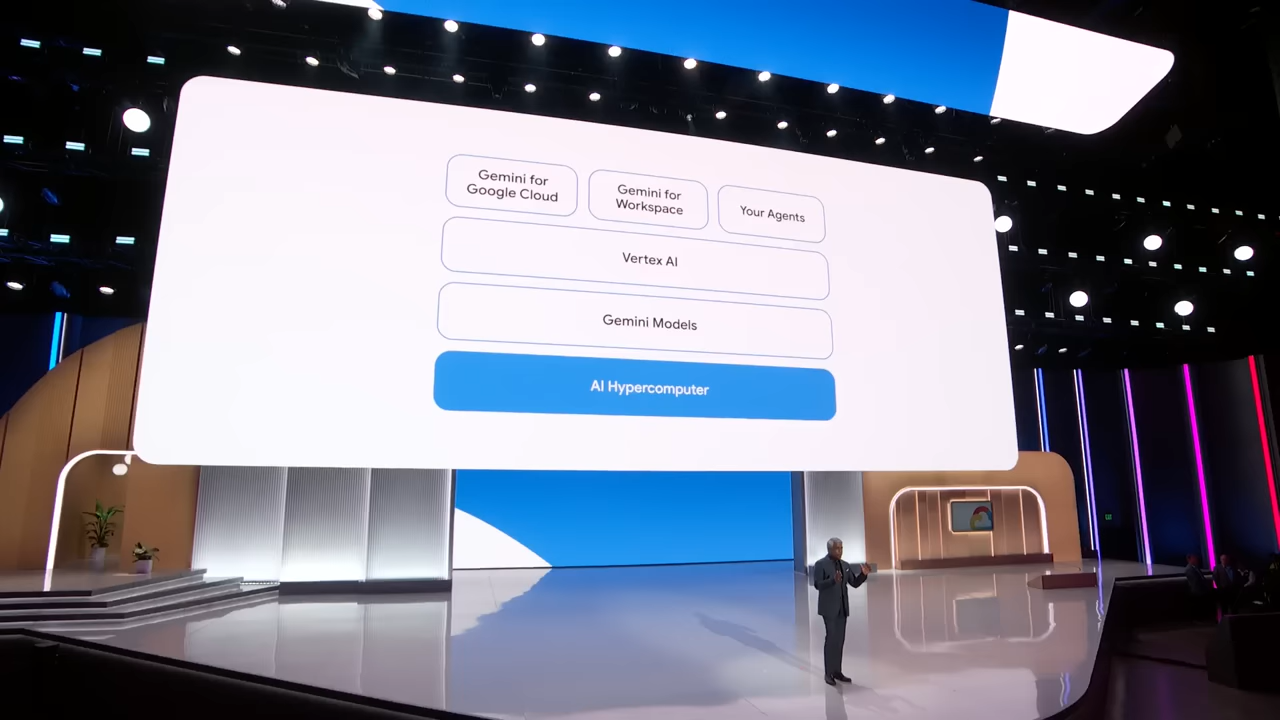 Gemini for
Google Cloud
Gemini for
Workspace
Your Agents
Vertex AI
Gemini Models
AI Hypercomputer